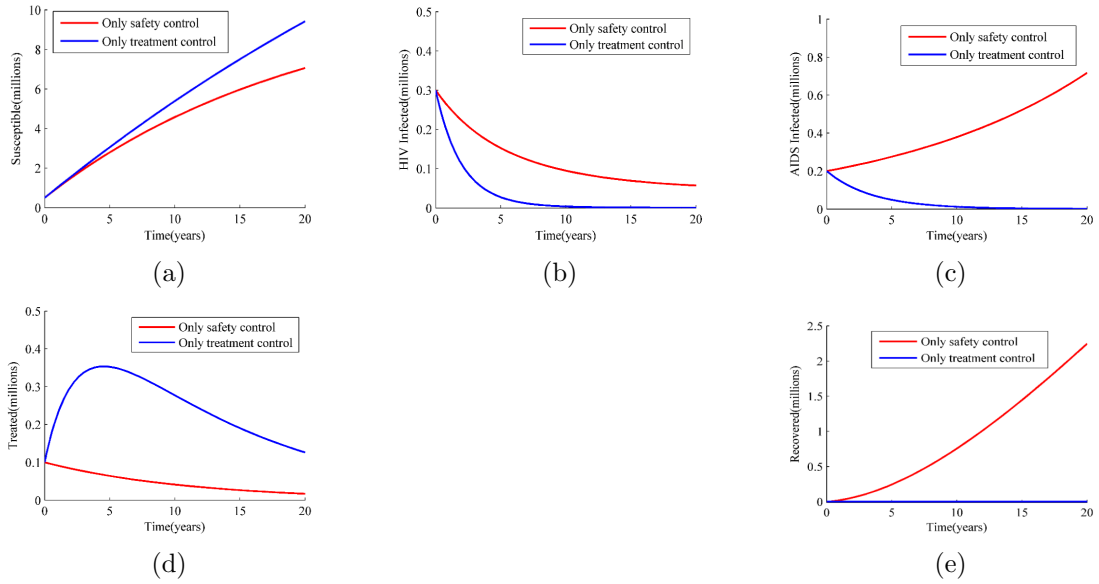 Susceptible(millions)
10
8
6
4
2
0
Only safety control
Only treatment control
0 5 10 15 20
Time(years)
(a)
HIV Infected(millions)
0.5
0.4
0.3
0.2
0.1
0
Only safety control
Only treatment control
0 5 10 15 20
Time(years)
(b)
AIDS Infected(millions)
1
0.8
0.6
0.4
0.2
0
Only safety control
Only treatment control
0 5 10 15 20
Time(years)
(c)
Treated(millions)
0.5
0.4
0.3
0.2
0.1
0
Only safety control
Only treatment control
0 5 10 15 20
Time(years)
(d)
Recovered(millions)
2.5
2
1.5
1
0.5
0
Only safety control
Only treatment control
0 5 10 15 20
Time(years)
(e)